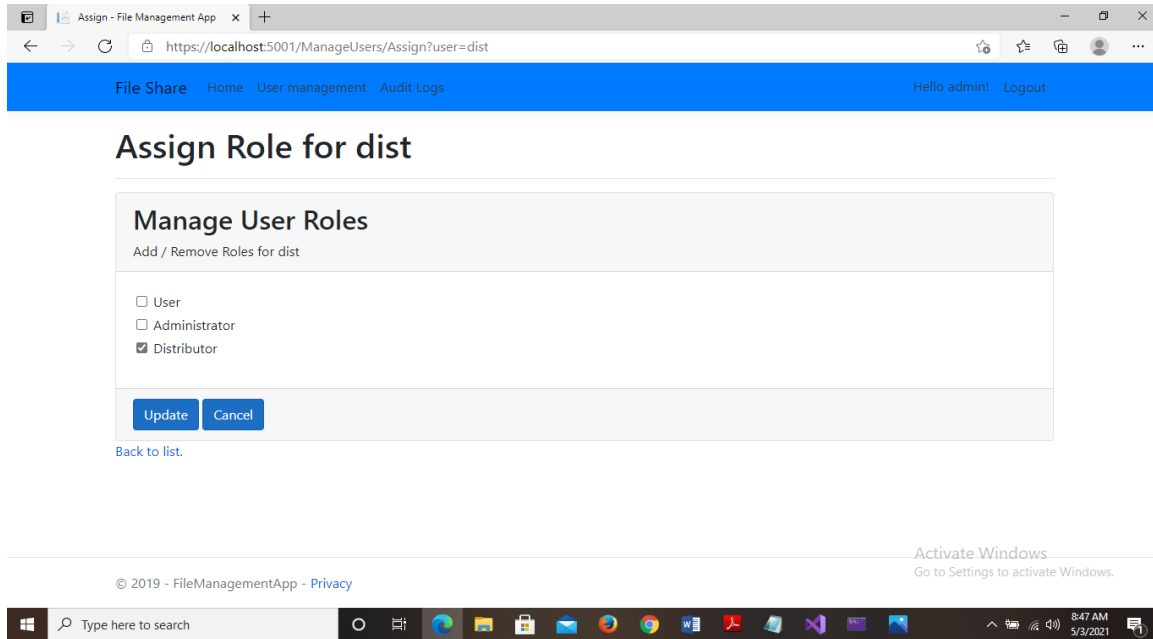 Assign - File Management App
https://localhost:5001/ManageUsers/Assign?user=dist
File Share Home User management Audit Logs Hello admin! Logout
Assign Role for dist
Manage User Roles
Add / Remove Roles for dist
User
Administrator
Distributor
Update Cancel
Back to list.
Activate Windows
Go to Settings to activate Windows.
© 2019 - FileManagementApp - Privacy
Type here to search
8:47 AM
5/3/2021